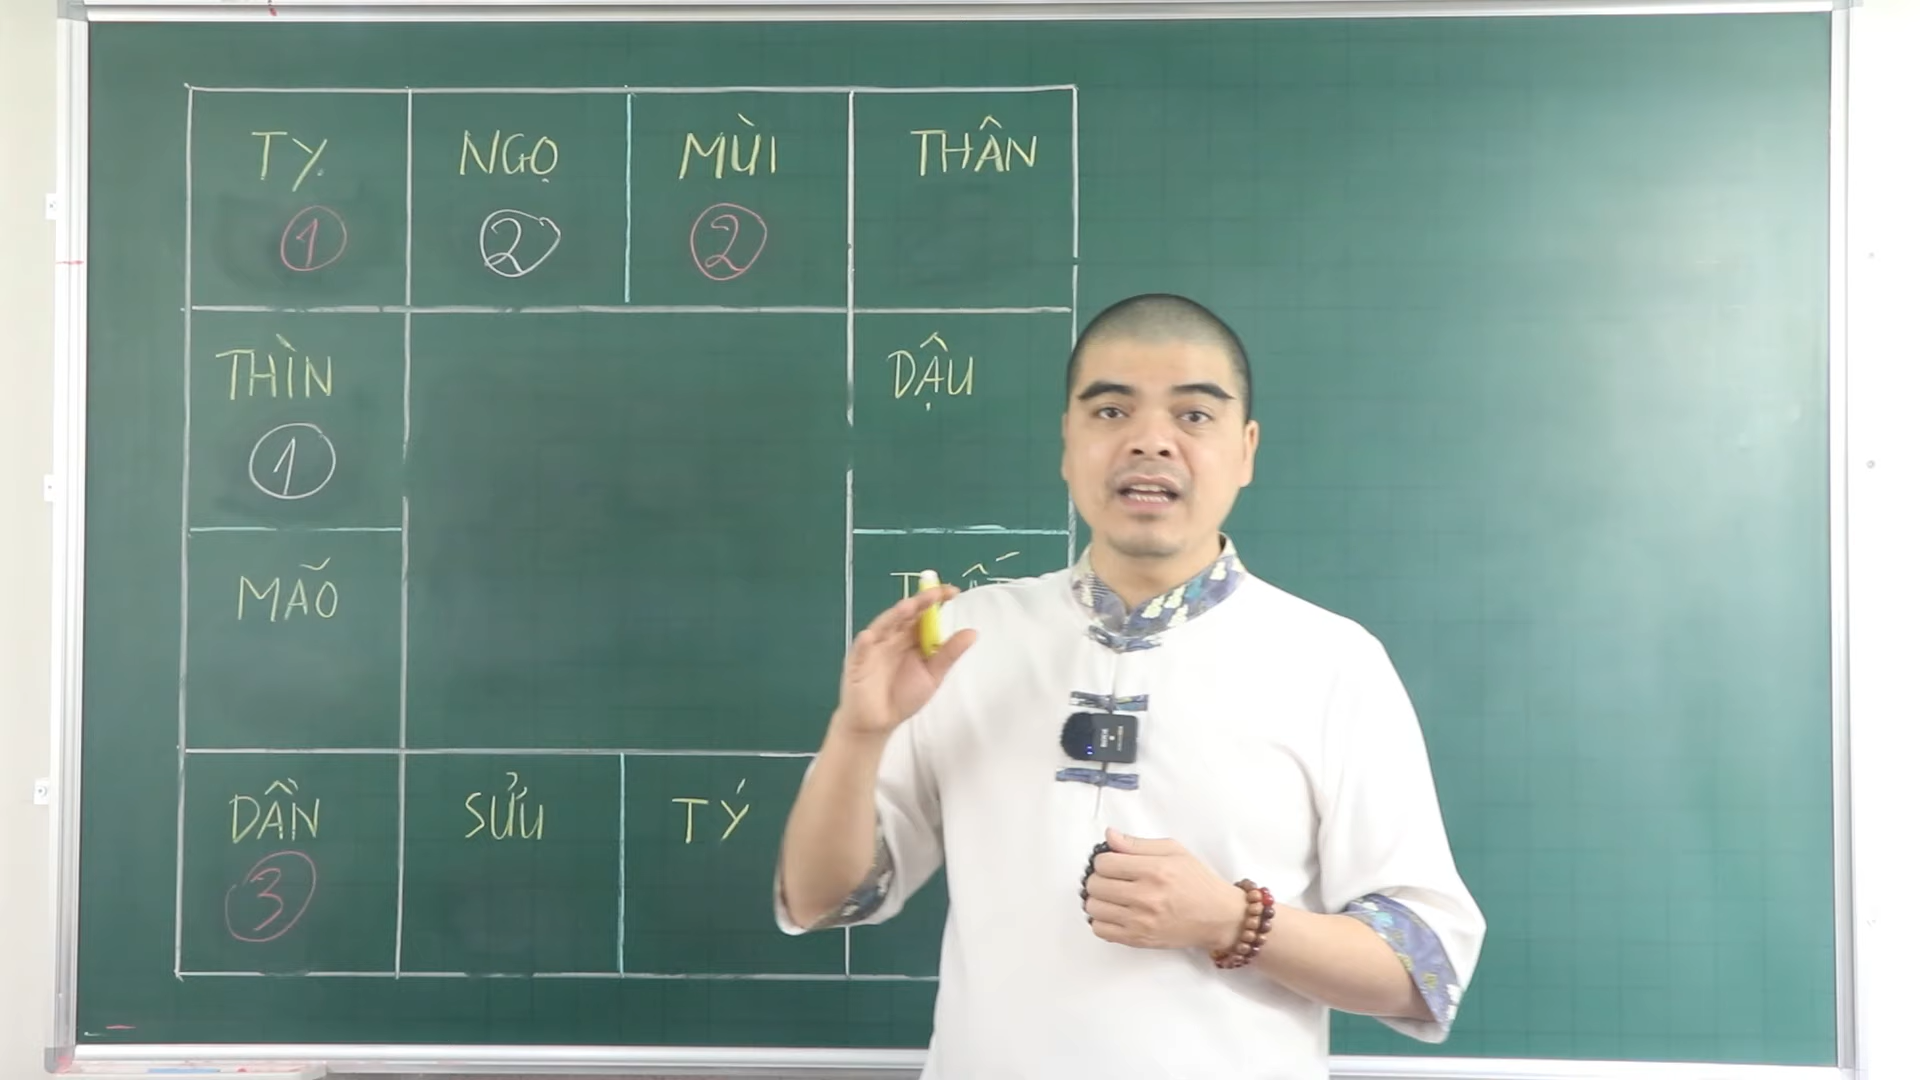 TỴ NGỌ MÙI THÂN
1 2 2
THÌN DẬU
1
MÃO
DẦN SỬU TÝ
3